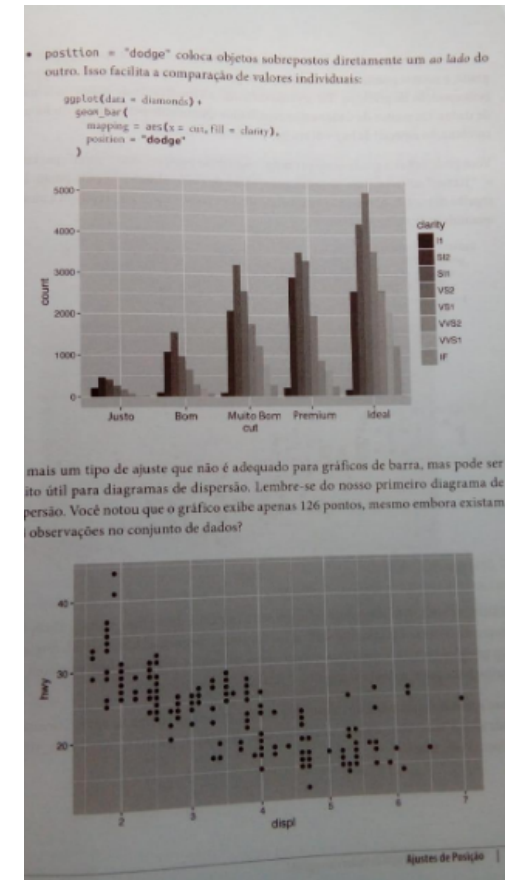 • position = "dodge" coloca objetos sobrepostos diretamente um ao lado do
outro. Isso facilita a comparação de valores individuais:
ggplot(data = diamonds) +
geom_bar(
mapping = aes(x = cut, fill = clarity),
position = "dodge"
)
5000
4000
3000
2000
1000
0
count
Justo Bom Muito Bom Premium Ideal
cut
clarity
I1
SI2
SI1
VS2
VS1
VVS2
VVS1
IF
mais um tipo de ajuste que não é adequado para gráficos de barra, mas pode ser
ito útil para diagramas de dispersão. Lembre-se do nosso primeiro diagrama de
persão. Você notou que o gráfico exibe apenas 126 pontos, mesmo embora existam
observações no conjunto de dados?
40
30
20
hwy
2 3 4 5 6 7
displ
Ajustes de Posição |